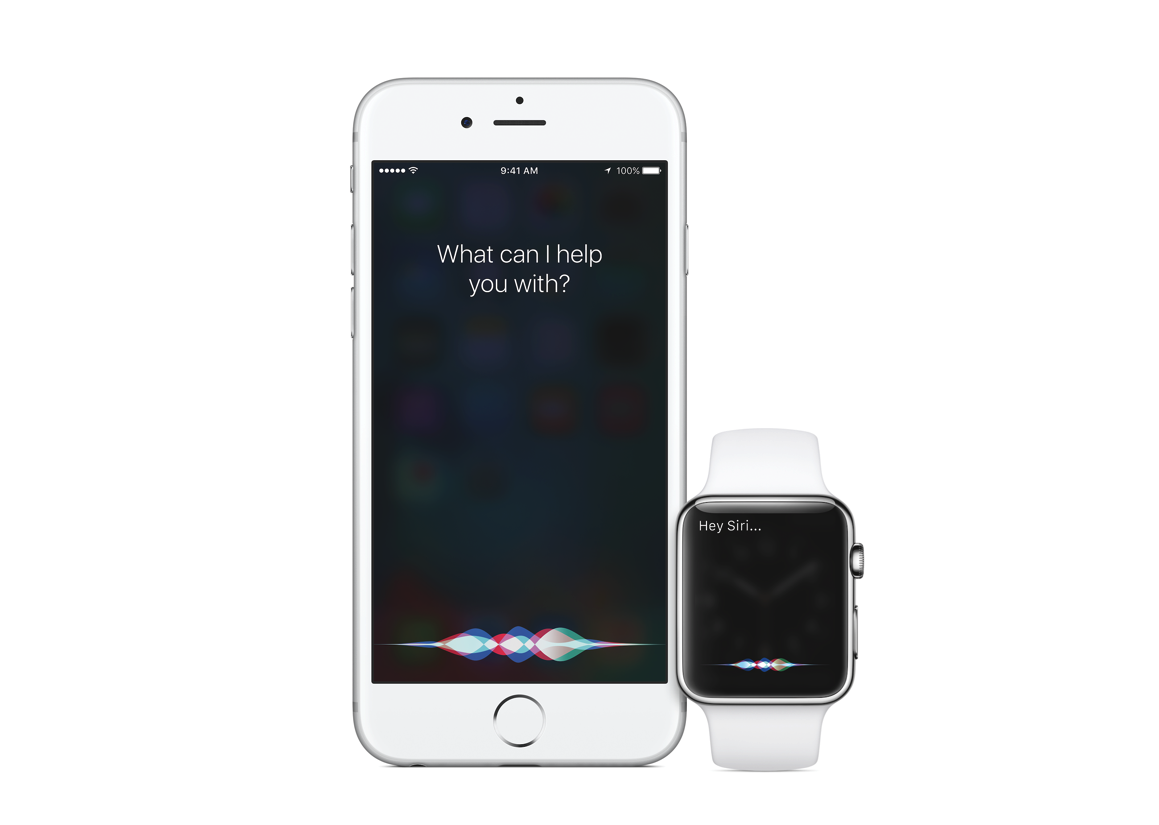 9:41 AM
100%
What can I help
you with?
Hey Siri...